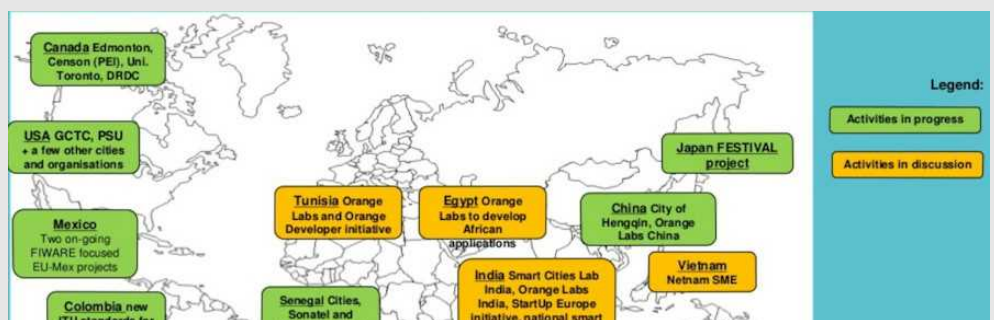 Canada Edmonton,
Censon (PEI), Uni.
Toronto, DRDC
Legend:
Activities in progress
USA GCTC, PSU
+ a few other cities
and organisations
Japan FESTIVAL
project
Activities in discussion
Tunisia Orange
Labs and Orange
Developer initiative
Egypt Orange
Labs to develop
African
applications
China City of
Hengqin, Orange
Labs China
Mexico
Two on-going
FIWARE focused
EU-Mex projects
Vietnam
Netnam SME
India Smart Cities Lab
India, Orange Labs
India, StartUp Europe
initiative, national smart
Senegal Cities,
Sonatel and
Colombia new
ITU standards for